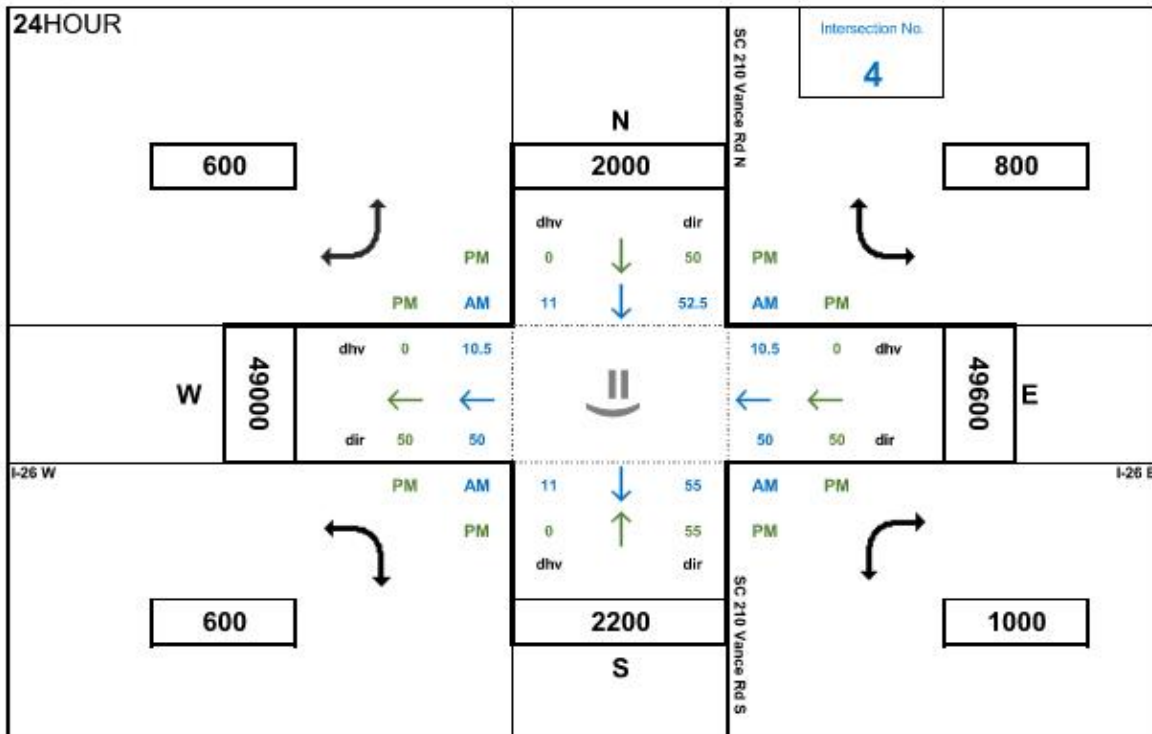 24HOUR
SC 210 Vance Rd N
Intersection No.
4
N
600
2000
800
dhv dir
PM 0 50 PM
PM AM 11 52.5 AM PM
dhv 0 10.5 10.5 0 dhv
W 49000 49600 E
dir 50 50 50 50 dir
I-26 W I-26 E
PM AM 11 55 AM PM
PM 0 55 PM
dhv dir
SC 210 Vance Rd S
600
2200
1000
S